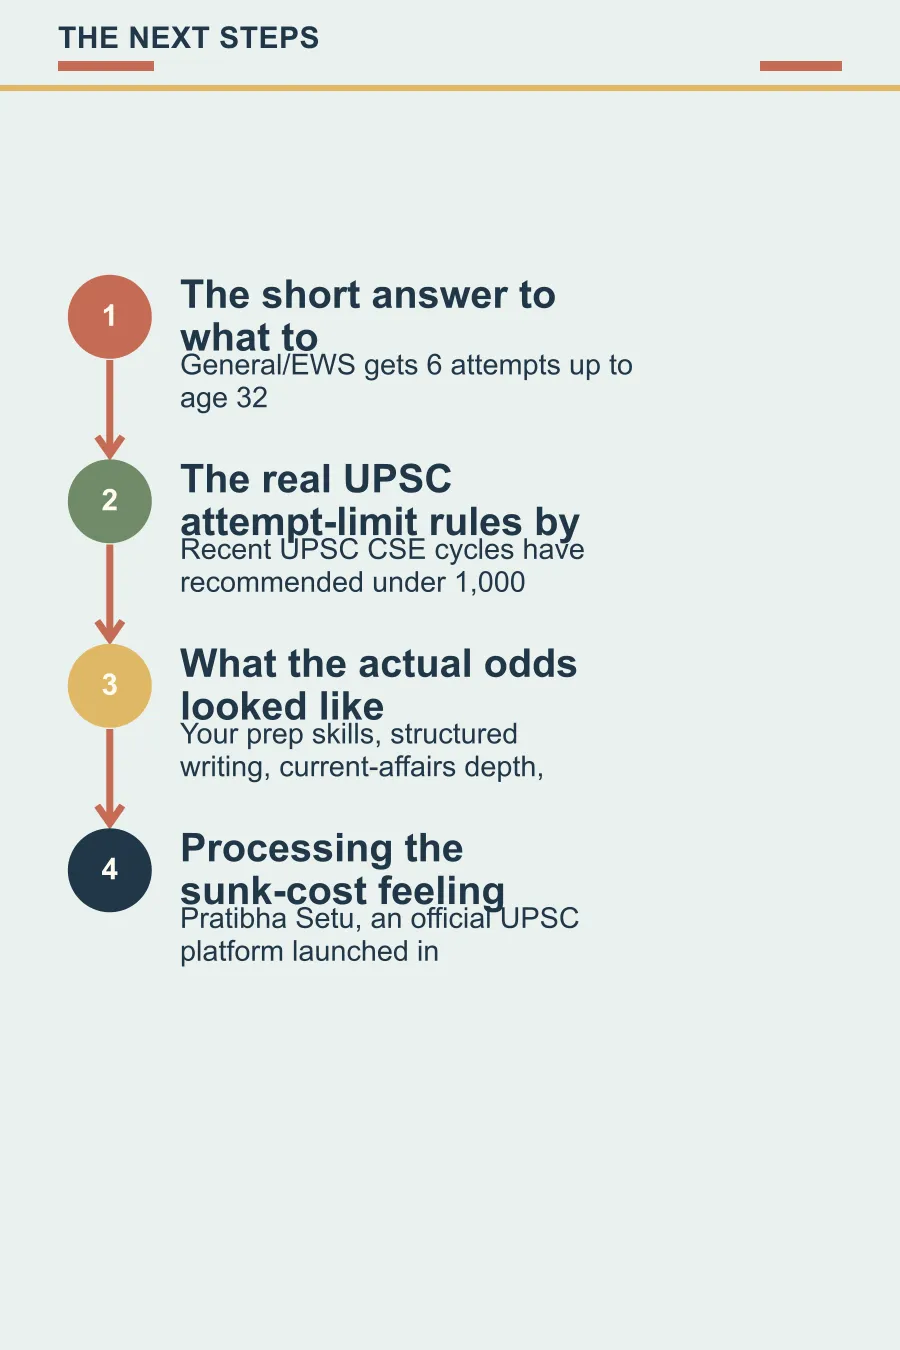 THE NEXT STEPS
1
The short answer to
what to
General/EWS gets 6 attempts up to
age 32
2
The real UPSC
attempt-limit rules by
Recent UPSC CSE cycles have
recommended under 1,000
3
What the actual odds
looked like
Your prep skills, structured
writing, current-affairs depth,
4
Processing the
sunk-cost feeling
Pratibha Setu, an official UPSC
platform launched in